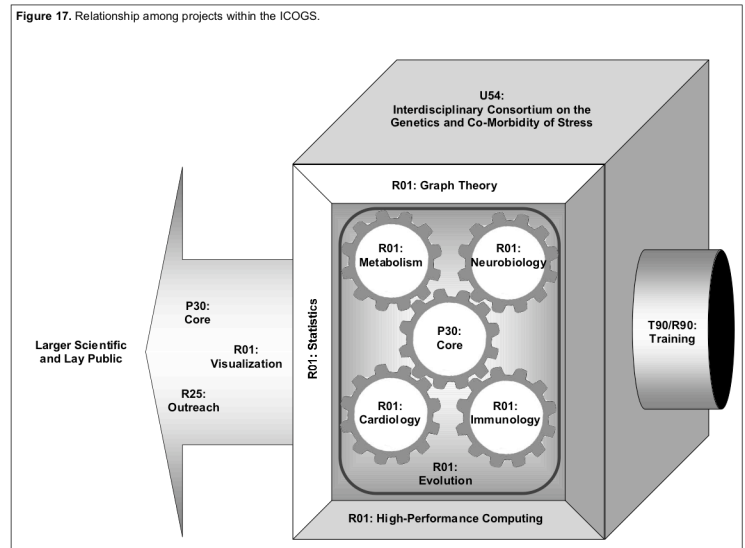 Figure 17. Relationship among projects within the ICOGS.
U54:
Interdisciplinary Consortium on the
Genetics and Co-Morbidity of Stress
R01: Graph Theory
R01:
Metabolism
R01:
Neurobiology
P30:
Core
R01:
Cardiology
R01:
Immunology
R01:
Evolution
R01: Statistics
R01: High-Performance Computing
T90/R90:
Training
P30:
Core
R01:
Visualization
R25:
Outreach
Larger Scientific
and Lay Public